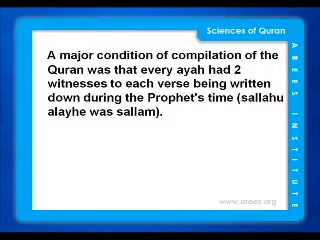 Sciences of Quran
A major condition of compilation of the
Quran was that every ayah had 2
witnesses to each verse being written
down during the Prophet's time (sallahu
alayhe was sallam).
AREES INSTITUTE
www.arees.org